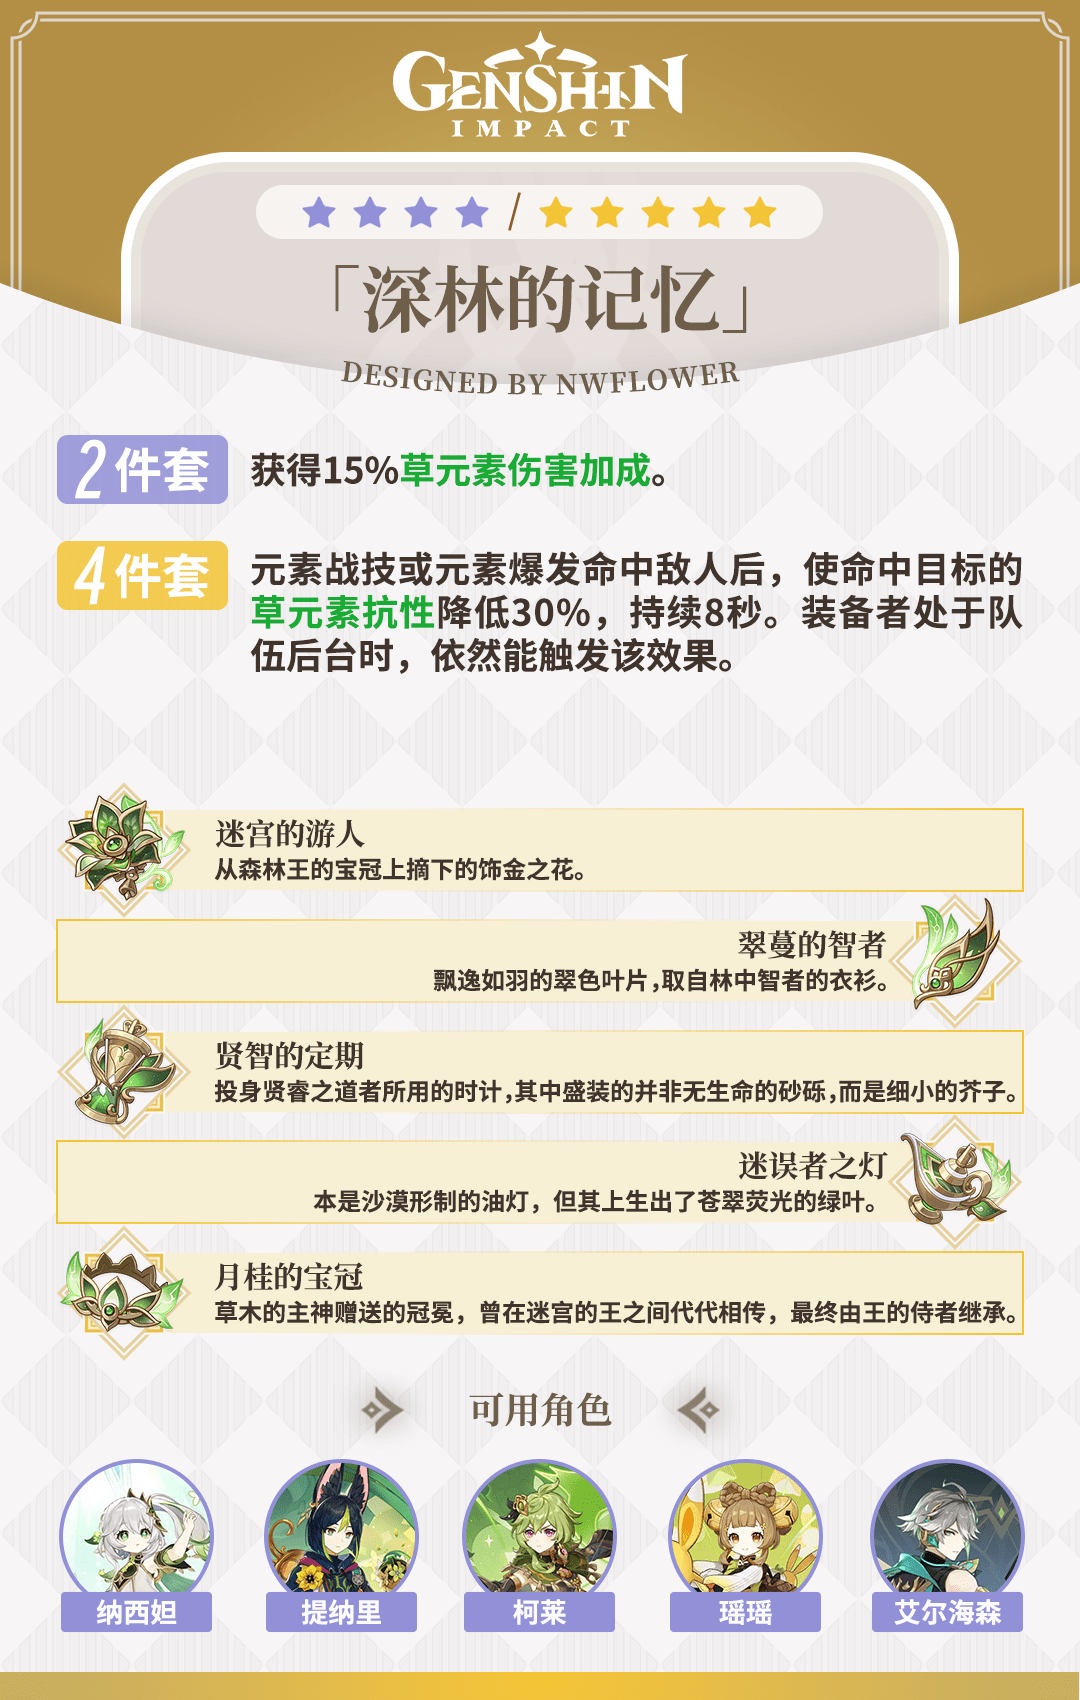 GENSHIN
IMPACT
「深林的记忆」
DESIGNED BY NWFLOWER
2件套
获得15%草元素伤害加成。
4件套
元素战技或元素爆发命中敌人后，使命中目标的
草元素抗性降低30%，持续8秒。装备者处于队
伍后台时，依然能触发该效果。
迷宫的游人
从森林王的宝冠上摘下的饰金之花。
翠蔓的智者
飘逸如羽的翠色叶片,取自林中智者的衣衫。
贤智的定期
投身贤睿之道者所用的时计,其中盛装的并非无生命的砂砾,而是细小的芥子。
迷误者之灯
本是沙漠形制的油灯，但其上生出了苍翠荧光的绿叶。
月桂的宝冠
草木的主神赠送的冠冕，曾在迷宫的王之间代代相传，最终由王的侍者继承。
可用角色
纳西妲
提纳里
柯莱
瑶瑶
艾尔海森